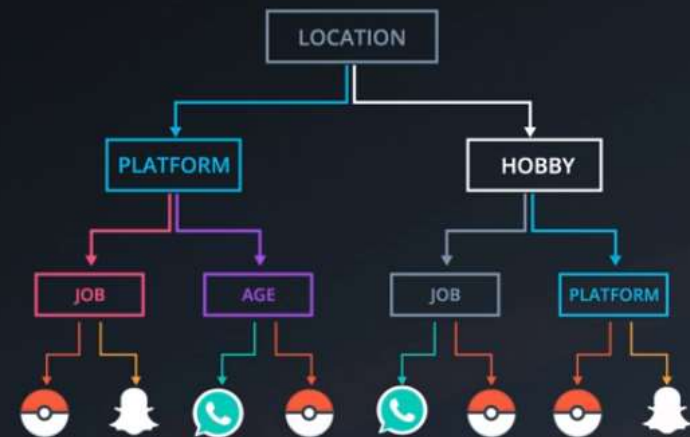 LOCATION
PLATFORM
HOBBY
JOB
AGE
JOB
PLATFORM